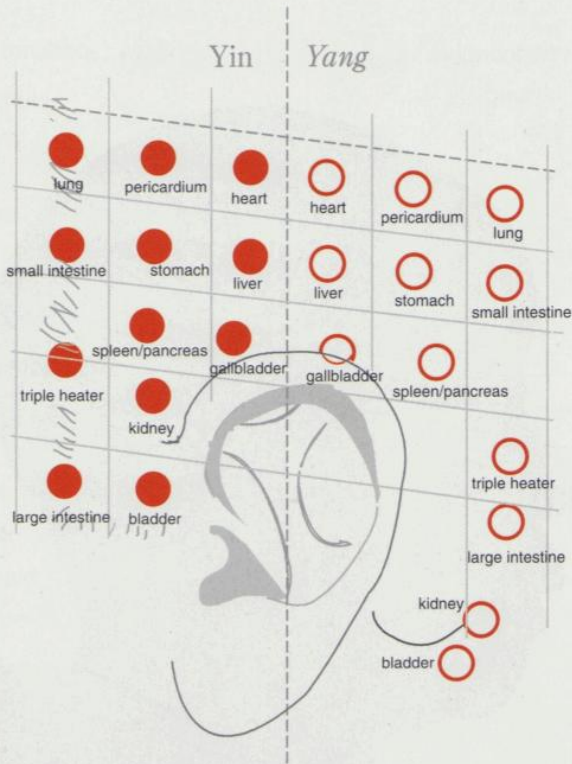 Yin Yang
lung pericardium heart heart pericardium lung
small intestine stomach liver liver stomach small intestine
spleen/pancreas gallbladder gallbladder spleen/pancreas
triple heater kidney triple heater
large intestine bladder large intestine
kidney
bladder